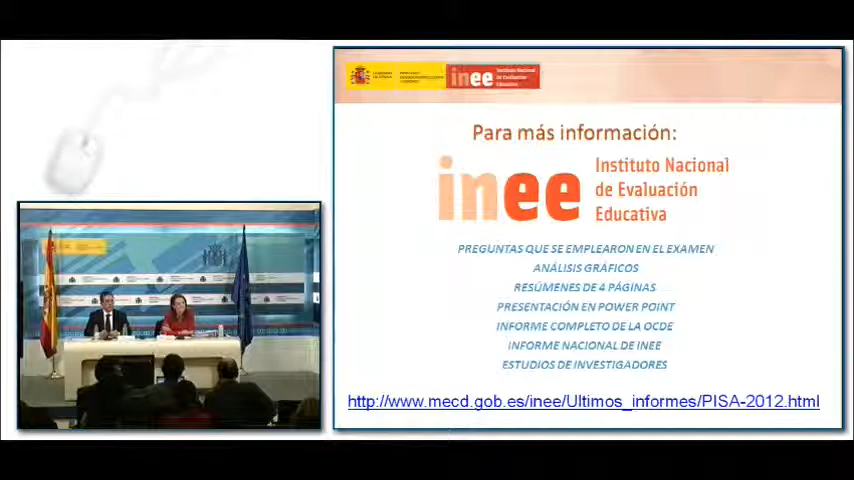 inee
Instituto Nacional
de Evaluación
Educativa
Para más información:
inee
Instituto Nacional
de Evaluación
Educativa
PREGUNTAS QUE SE EMPLEARON EN EL EXAMEN
ANÁLISIS GRÁFICOS
RESÚMENES DE 4 PÁGINAS
PRESENTACIÓN EN POWER POINT
INFORME COMPLETO DE LA OCDE
INFORME NACIONAL DE INEE
ESTUDIOS DE INVESTIGADORES
http://www.mecd.gob.es/inee/Ultimos_informes/PISA-2012.html